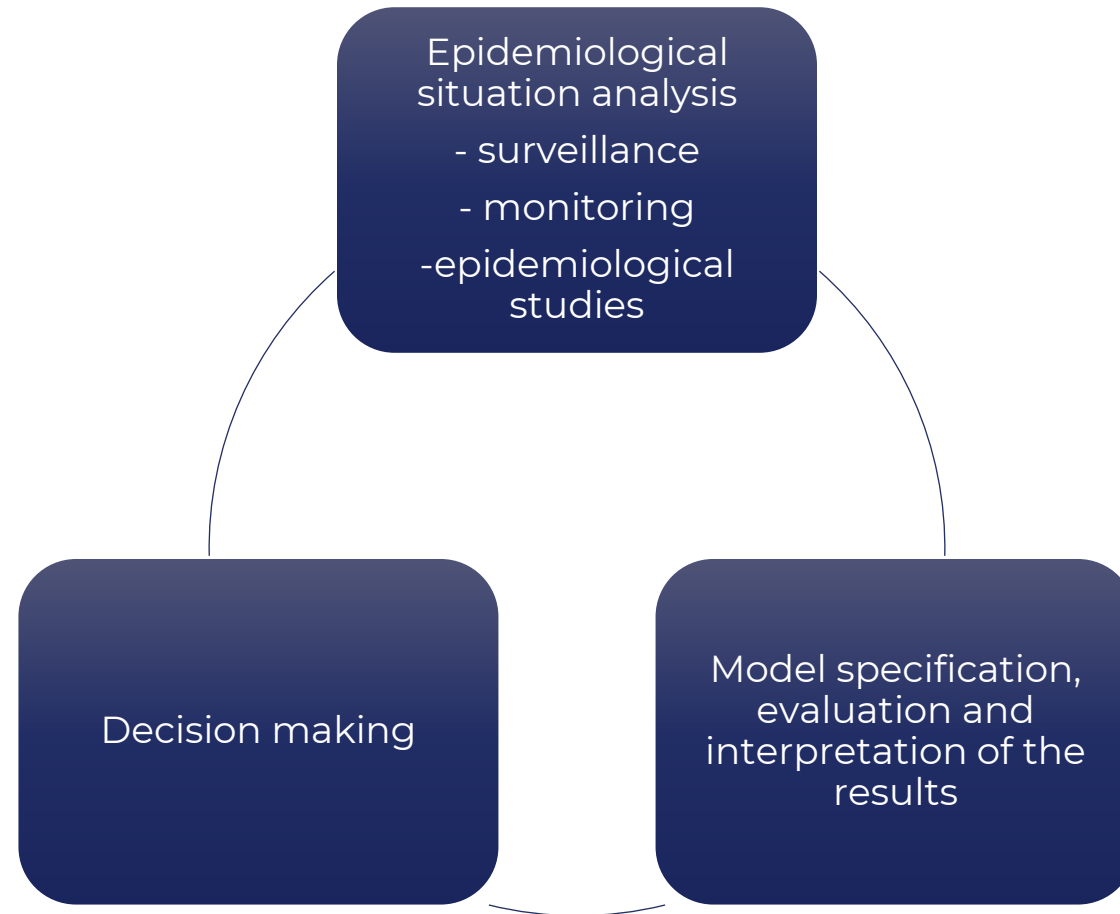 Epidemiological
situation analysis
- surveillance
- monitoring
-epidemiological
studies
Decision making
Model specification,
evaluation and
interpretation of the
results